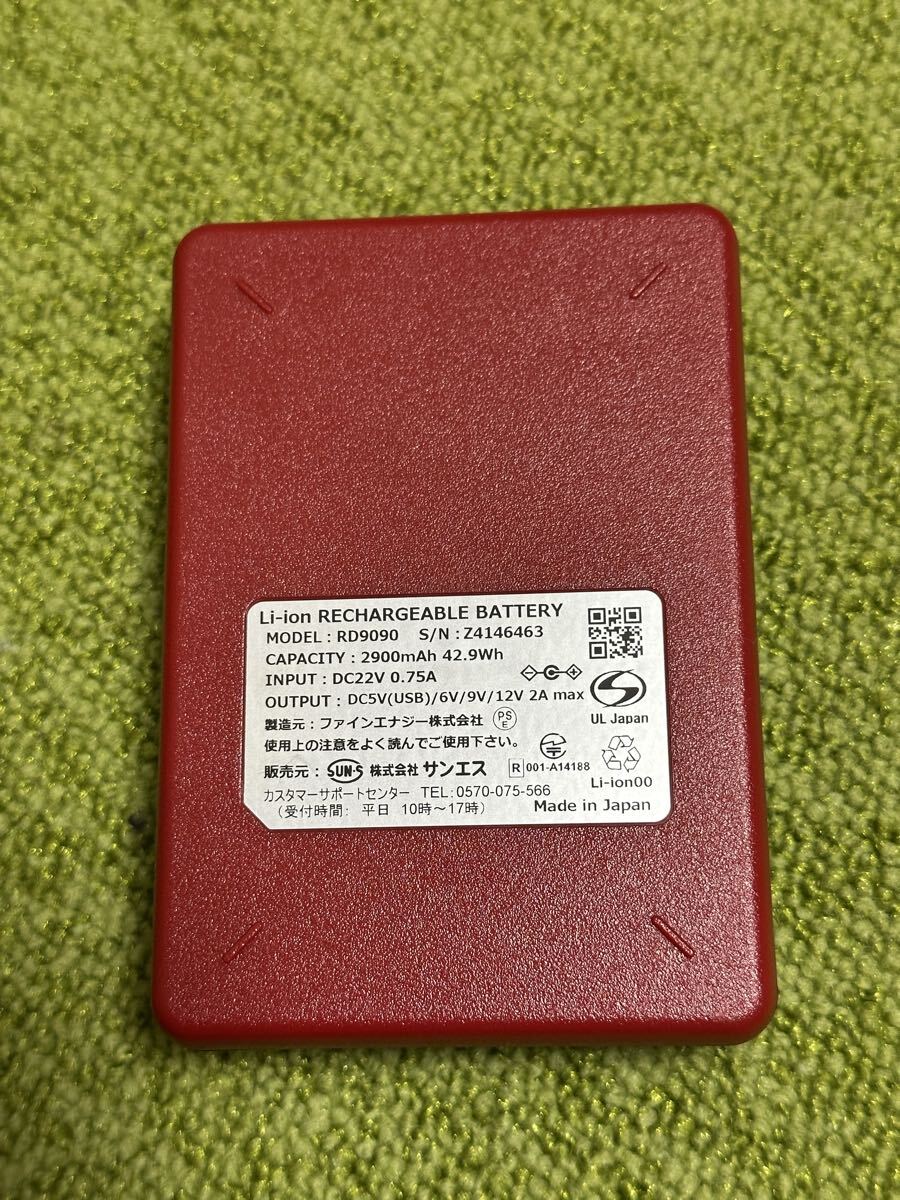 Li-ion RECHARGEABLE BATTERY
MODEL : RD9090 S/N : Z4146463
CAPACITY : 2900mAh 42.9Wh
INPUT : DC22V 0.75A
OUTPUT : DC5V(USB)/6V/9V/12V 2A max
UL Japan
製造元 : ファインエナジー株式会社 PSE
使用上の注意をよく読んでご使用下さい。
販売元 : SUN-S 株式会社 サンエス R 001-A14188
Li-ion00
カスタマーサポートセンター TEL:0570-075-566
(受付時間: 平日 10時～17時)
Made in Japan